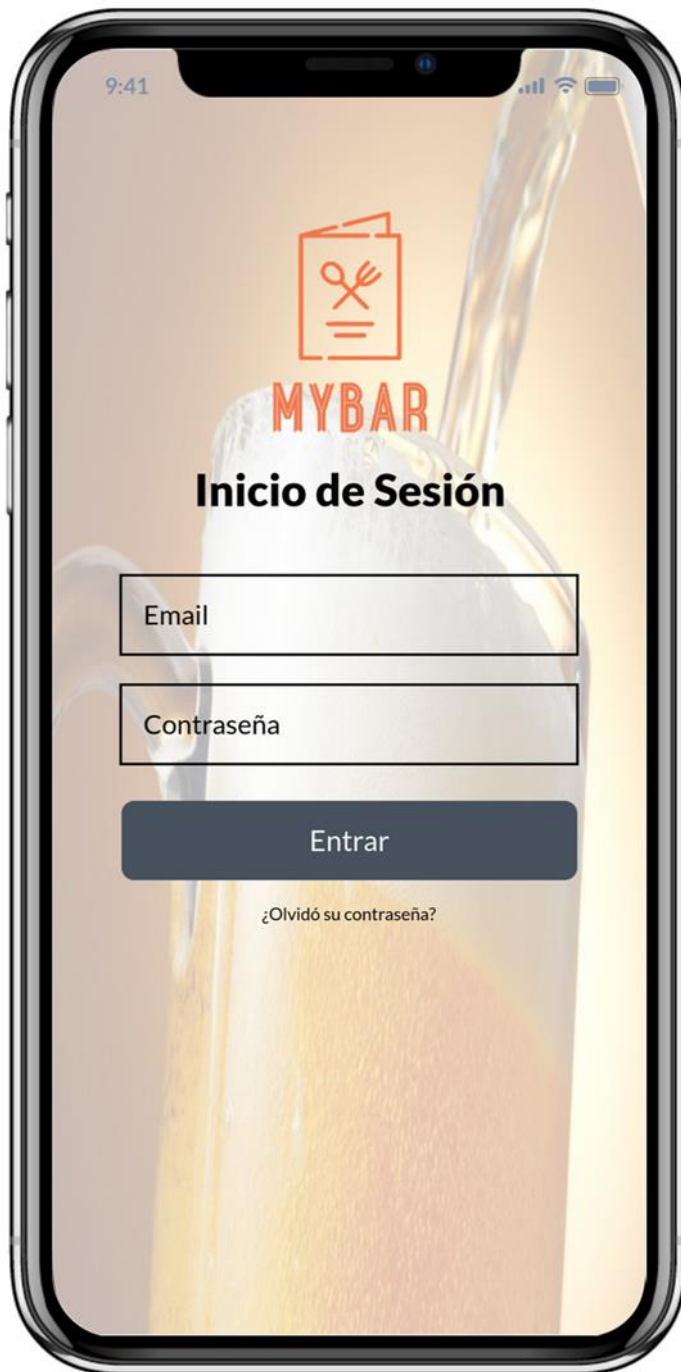 9:41
MYBAR
Inicio de Sesión
Email
Contraseña
Entrar
¿Olvidó su contraseña?